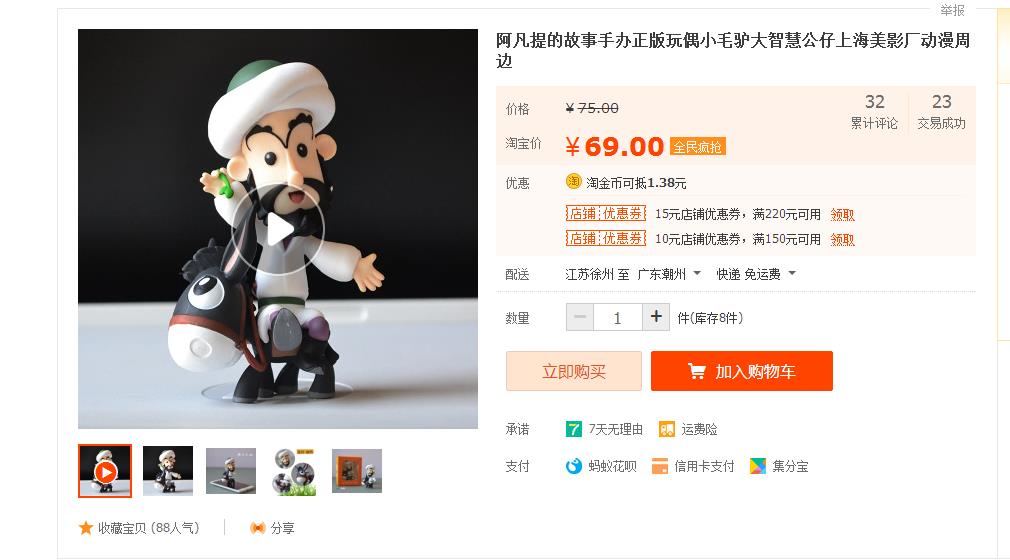 举报
阿凡提的故事手办正版玩偶小毛驴大智慧公仔上海美影厂动漫周
边
价格 ¥ 75.00
32 23
累计评论 交易成功
淘宝价 ¥ 69.00 全民疯抢
优惠 淘 淘金币可抵1.38元
店铺 优惠券 15元店铺优惠券，满220元可用 领取
店铺 优惠券 10元店铺优惠券，满150元可用 领取
配送 江苏徐州 至 广东潮州 快递 免运费
数量 − 1 + 件(库存8件)
立即购买 加入购物车
承诺 7 7天无理由 运费险
支付 蚂蚁花呗 信用卡支付 集分宝
收藏宝贝 (88人气) 分享